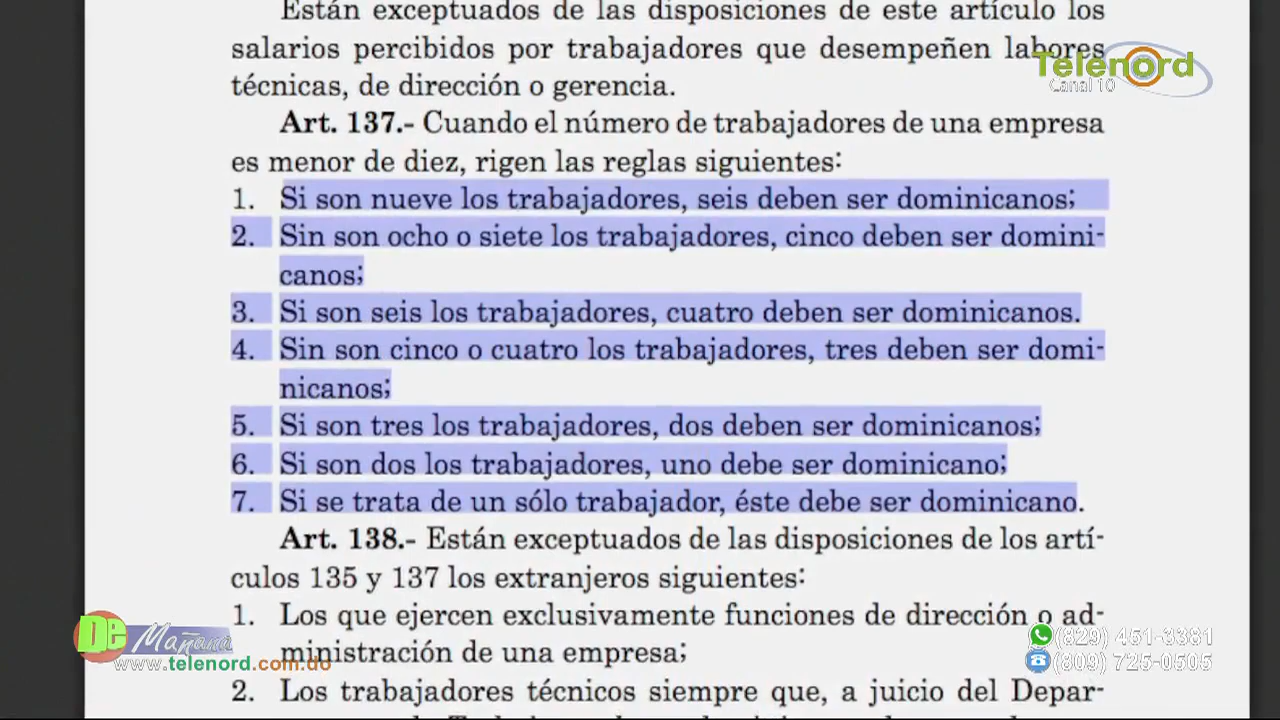 Están exceptuados de las disposiciones de este artículo los
salarios percibidos por trabajadores que desempeñen labores
técnicas, de dirección o gerencia.
Telenord
Canal 10
Art. 137.- Cuando el número de trabajadores de una empresa
es menor de diez, rigen las reglas siguientes:
1. Si son nueve los trabajadores, seis deben ser dominicanos;
2. Sin son ocho o siete los trabajadores, cinco deben ser domini-
canos;
3. Si son seis los trabajadores, cuatro deben ser dominicanos.
4. Sin son cinco o cuatro los trabajadores, tres deben ser domi-
nicanos;
5. Si son tres los trabajadores, dos deben ser dominicanos;
6. Si son dos los trabajadores, uno debe ser dominicano;
7. Si se trata de un sólo trabajador, éste debe ser dominicano.
Art. 138.- Están exceptuados de las disposiciones de los artí-
culos 135 y 137 los extranjeros siguientes:
1. Los que ejercen exclusivamente funciones de dirección o ad-
ministración de una empresa;
2. Los trabajadores técnicos siempre que, a juicio del Depar-
De Mañana
www.telenord.com.do
(829) 451-3381
(809) 725-0505